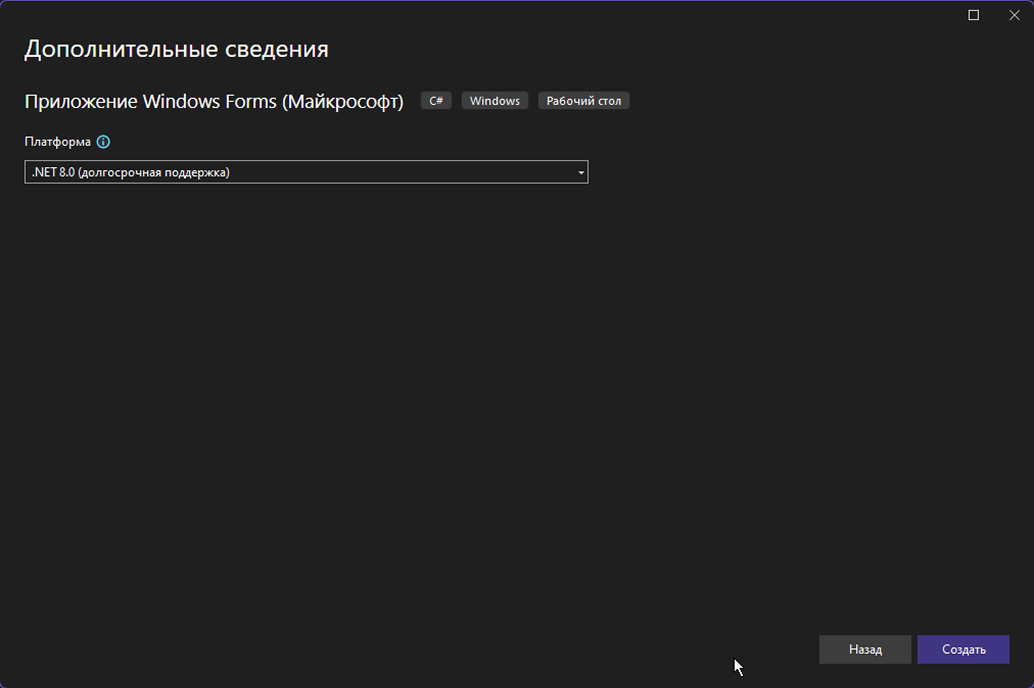 Дополнительные сведения
Приложение Windows Forms (Майкрософт) C# Windows Рабочий стол
Платформа
.NET 8.0 (долгосрочная поддержка)
Назад Создать